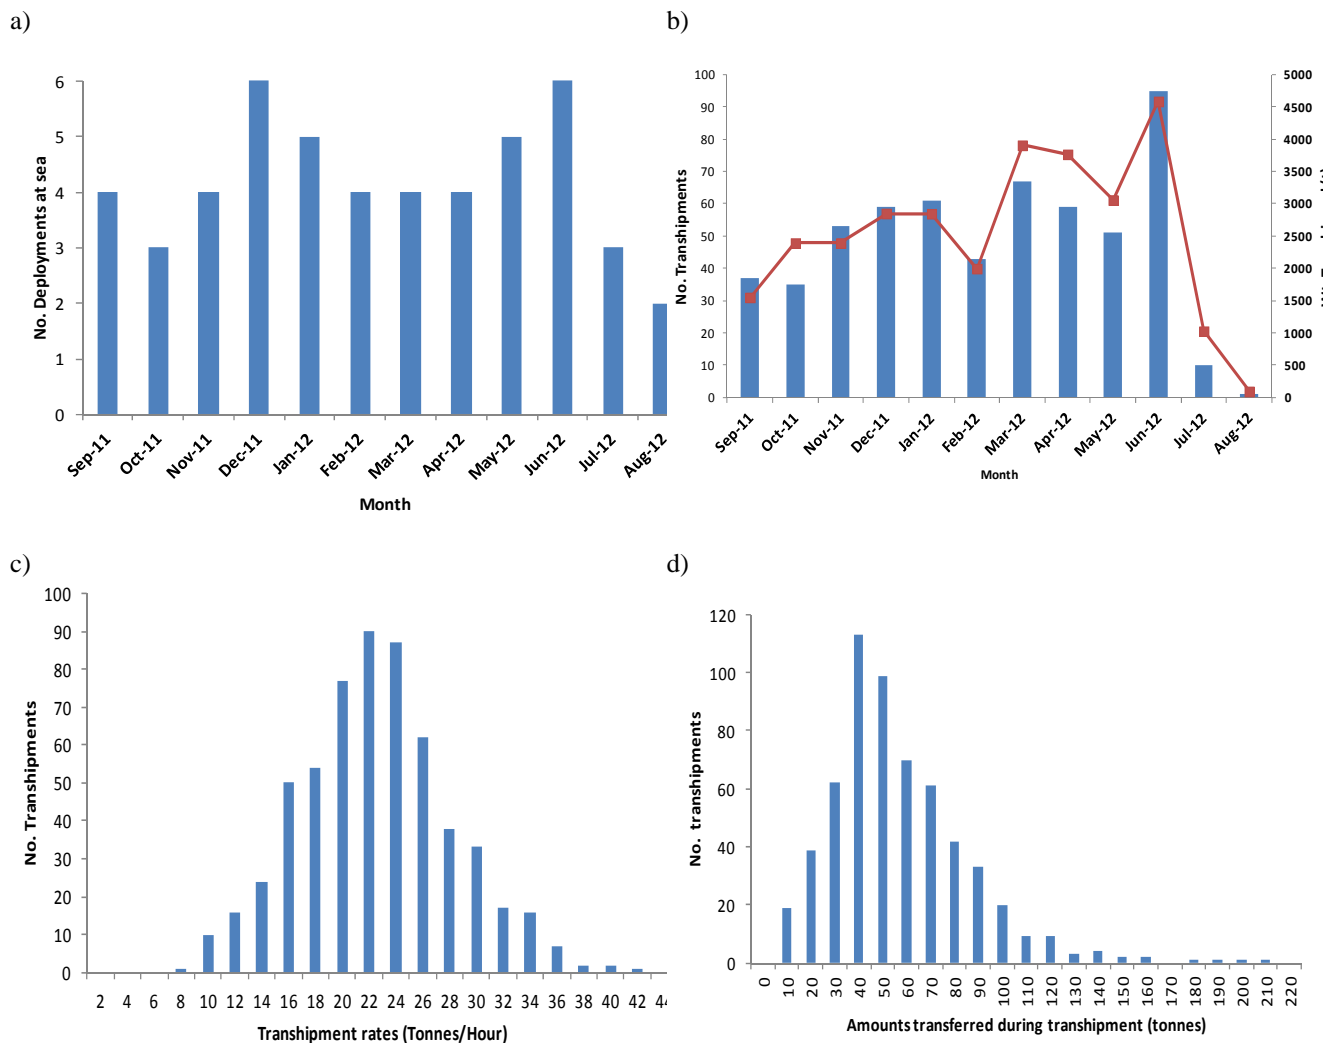 a)
No. Deployments at sea
6
5
4
3
2
1
0
Sep-11
Oct-11
Nov-11
Dec-11
Jan-12
Feb-12
Mar-12
Apr-12
May-12
Jun-12
Jul-12
Aug-12
Month
b)
No. Transhipments
100
90
80
70
60
50
40
30
20
10
0
5000
4500
4000
3500
3000
2500
2000
1500
1000
500
0
Sep-11
Oct-11
Nov-11
Dec-11
Jan-12
Feb-12
Mar-12
Apr-12
May-12
Jun-12
Jul-12
Aug-12
Month
c)
No. Transhipments
100
90
80
70
60
50
40
30
20
10
0
2 4 6 8 10 12 14 16 18 20 22 24 26 28 30 32 34 36 38 40 42 44
Transhipment rates (Tonnes/Hour)
d)
No. transhipments
120
100
80
60
40
20
0
0 10 20 30 40 50 60 70 80 90 100 110 120 130 140 150 160 170 180 190 200 210 220
Amounts transferred during transhipment (tonnes)